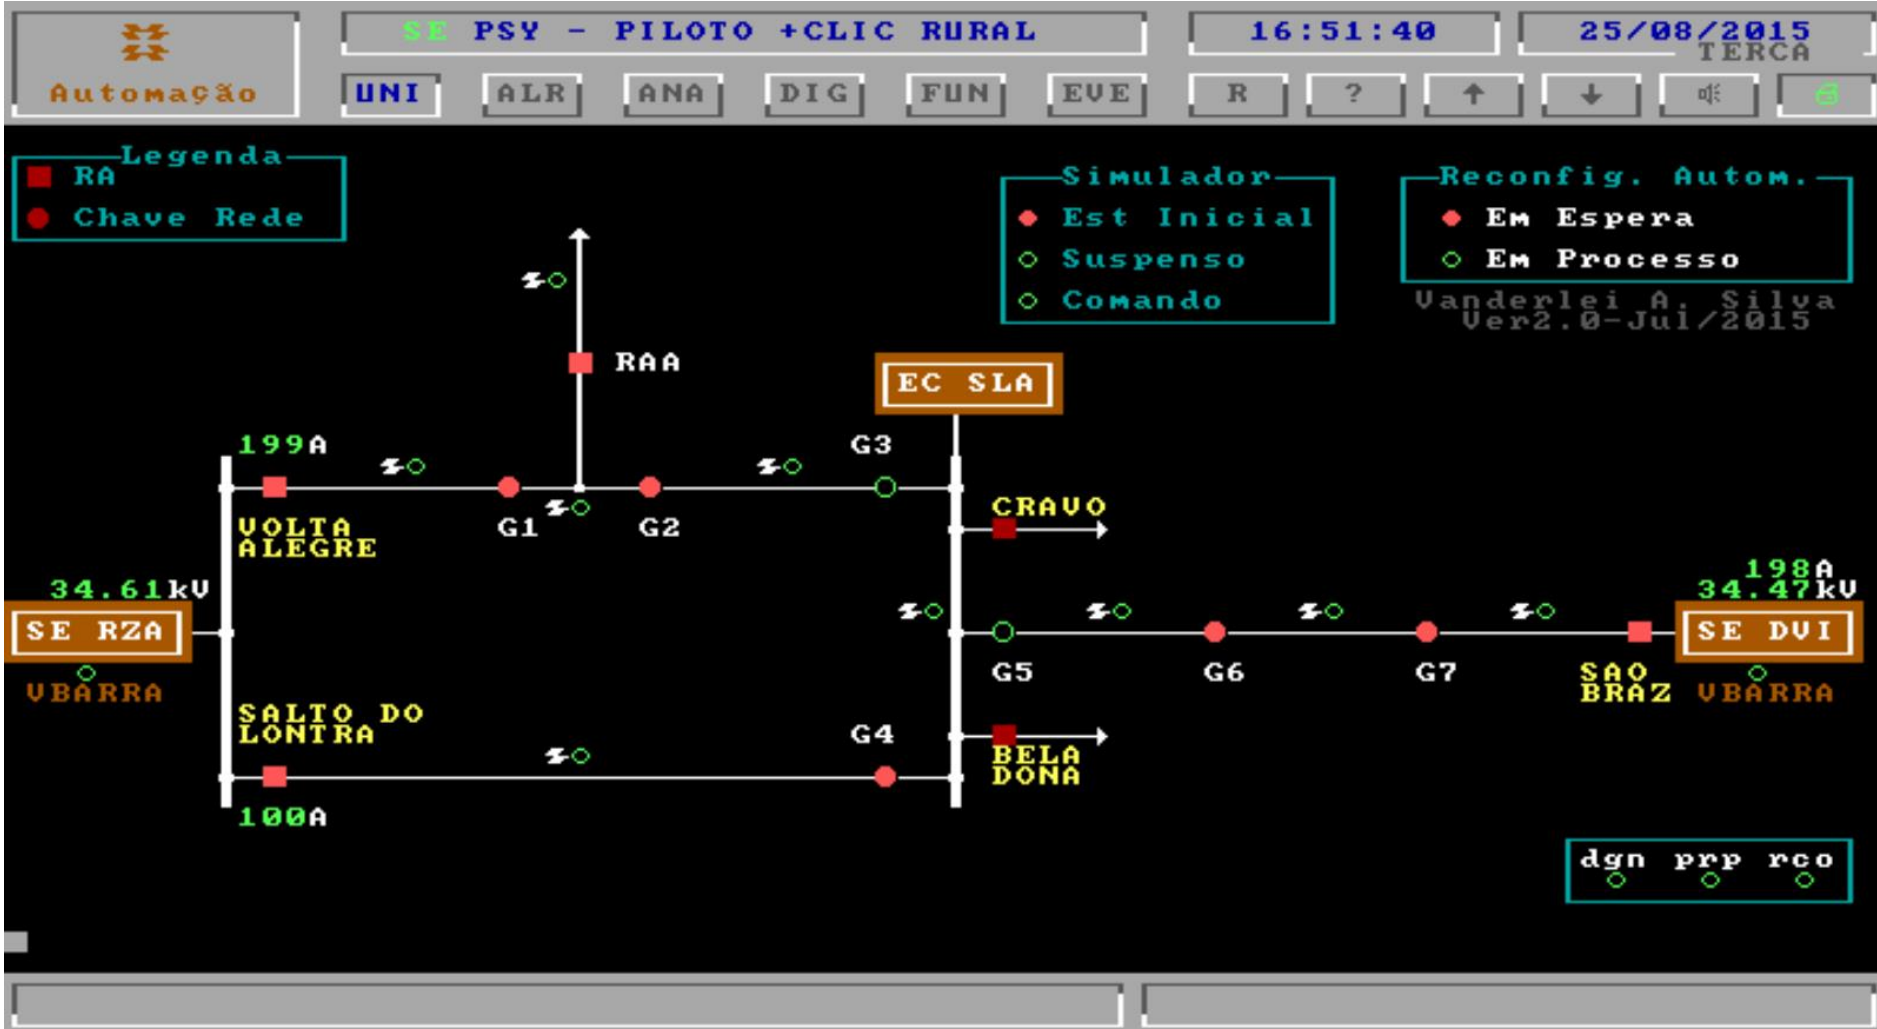 SE PSY - PILOTO +CLIC RURAL
16:51:40
25/08/2015
TERCA
Automação
UNI
ALR
ANA
DIG
FUN
EVE
R
?
Legenda
RA
Chave Rede
Simulador
Est Inicial
Suspenso
Comando
Reconfig. Autom.
Em Espera
Em Processo
Vanderlei A. Silva
Ver2.0-Jul/2015
RAA
EC SLA
199A
G3
VOLTA
ALEGRE
G1
G2
CRAVO
34.61kV
SE RZA
VBARRA
198A
34.47kV
SE DVI
VBARRA
G5
G6
G7
SAO
BRAZ
SALTO DO
LONTRA
G4
BELA
DONA
100A
dgn prp rco